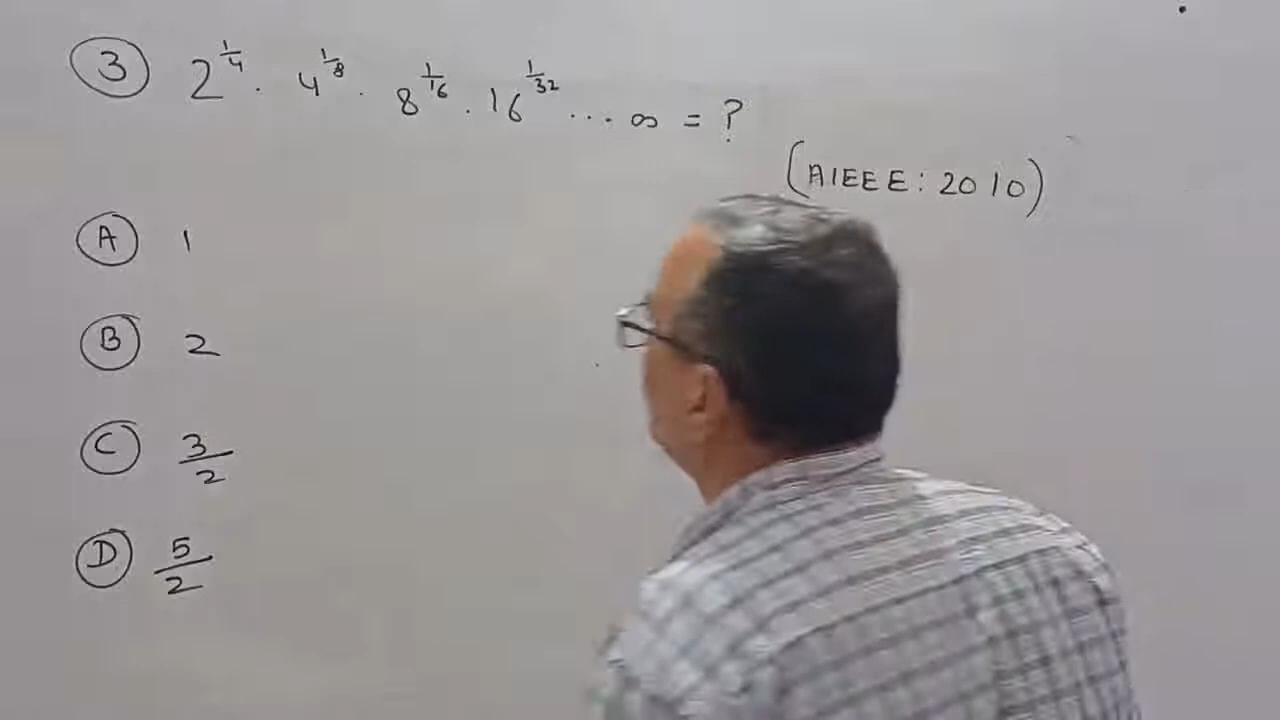 ③ 2^{1/4} . 4^{1/8} . 8^{1/16} . 16^{1/32} ... ∞ = ?
(AIEEE: 2010)
Ⓐ 1
Ⓑ 2
Ⓒ 3/2
Ⓓ 5/2